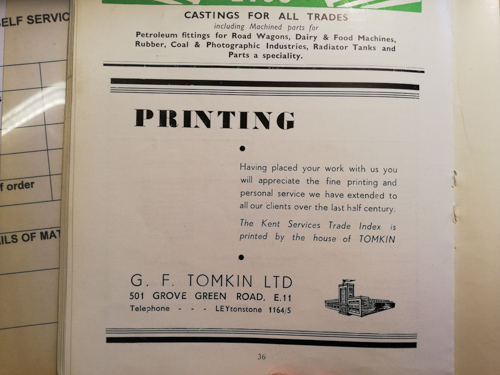 CASTINGS FOR ALL TRADES
including Machined parts for
Petroleum fittings for Road Wagons, Dairy & Food Machines,
Rubber, Coal & Photographic Industries, Radiator Tanks and
Parts a speciality.
PRINTING
Having placed your work with us you
will appreciate the fine printing and
personal service we have extended to
all our clients over the last half century.
The Kent Services Trade Index is
printed by the house of TOMKIN
G. F. TOMKIN LTD
501 GROVE GREEN ROAD, E.11
Telephone - - - LEYtonstone 1164/5
36
ELF SERVIC
f order
ILS OF MAT